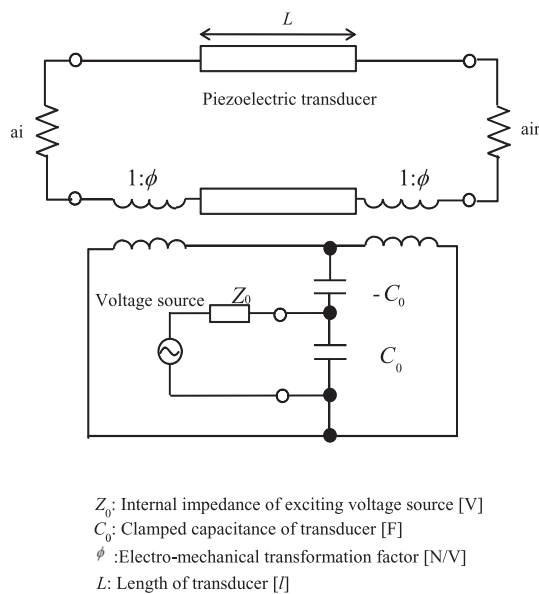 L
Piezoelectric transducer
ai
air
1:ϕ
1:ϕ
Voltage source
Z0
- C0
C0
Z0: Internal impedance of exciting voltage source [V]
C0: Clamped capacitance of transducer [F]
ϕ :Electro-mechanical transformation factor [N/V]
L: Length of transducer [l]